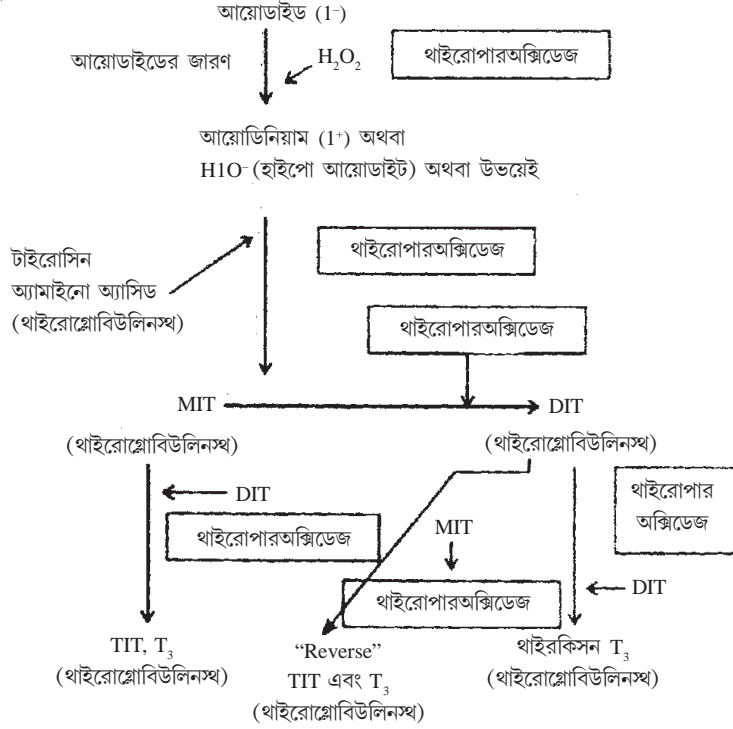 আয়োডাইড (1⁻)
আয়োডাইডের জারণ
H₂O₂
থাইরোপারঅক্সিডেজ
আয়োডিনিয়াম (1⁺) অথবা
H1O⁻ (হাইপো আয়োডাইট) অথবা উভয়েই
টাইরোসিন
অ্যামাইনো অ্যাসিড
(থাইরোগ্লোবিউলিনস্থ)
থাইরোপারঅক্সিডেজ
থাইরোপারঅক্সিডেজ
MIT
DIT
(থাইরোগ্লোবিউলিনস্থ)
(থাইরোগ্লোবিউলিনস্থ)
DIT
থাইরোপারঅক্সিডেজ
MIT
থাইরোপার
অক্সিডেজ
থাইরোপারঅক্সিডেজ
DIT
TIT, T₃
(থাইরোগ্লোবিউলিনস্থ)
“Reverse”
TIT এবং T₃
(থাইরোগ্লোবিউলিনস্থ)
থাইরকিসন T₃
(থাইরোগ্লোবিউলিনস্থ)